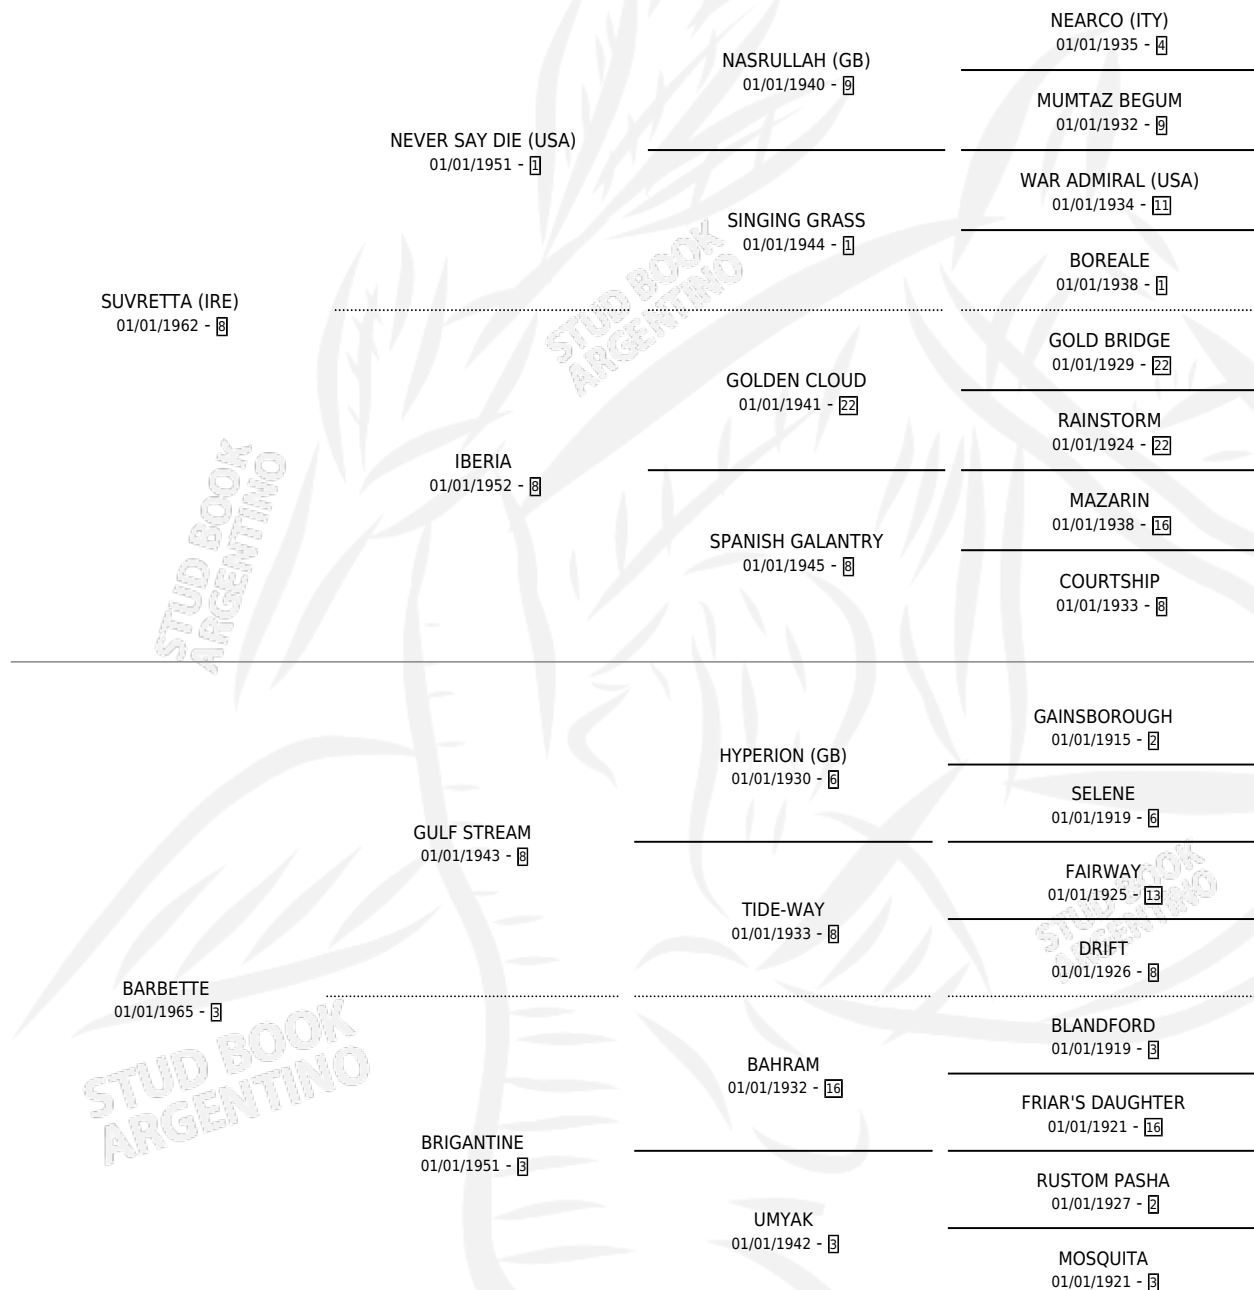 NEARCO (ITY)
01/01/1935 - 4
NASRULLAH (GB)
01/01/1940 - 9
MUMTAZ BEGUM
01/01/1932 - 9
NEVER SAY DIE (USA)
01/01/1951 - 1
WAR ADMIRAL (USA)
01/01/1934 - 11
SINGING GRASS
01/01/1944 - 1
BOREALE
01/01/1938 - 1
SUVRETTA (IRE)
01/01/1962 - 8
GOLD BRIDGE
01/01/1929 - 22
GOLDEN CLOUD
01/01/1941 - 22
RAINSTORM
01/01/1924 - 22
IBERIA
01/01/1952 - 8
MAZARIN
01/01/1938 - 16
SPANISH GALANTRY
01/01/1945 - 8
COURTSHIP
01/01/1933 - 8
GAINSBOROUGH
01/01/1915 - 2
HYPERION (GB)
01/01/1930 - 6
SELENE
01/01/1919 - 6
GULF STREAM
01/01/1943 - 8
FAIRWAY
01/01/1925 - 13
TIDE-WAY
01/01/1933 - 8
DRIFT
01/01/1926 - 8
BARBETTE
01/01/1965 - 3
BLANDFORD
01/01/1919 - 3
BAHRAM
01/01/1932 - 16
FRIAR'S DAUGHTER
01/01/1921 - 16
BRIGANTINE
01/01/1951 - 3
RUSTOM PASHA
01/01/1927 - 2
UMYAK
01/01/1942 - 3
MOSQUITA
01/01/1921 - 3
STUD BOOK
ARGENTINO
STUD BOOK
ARGENTINO
STUD BOOK
ARGENTINO
STUD BOOK
ARGENTINO